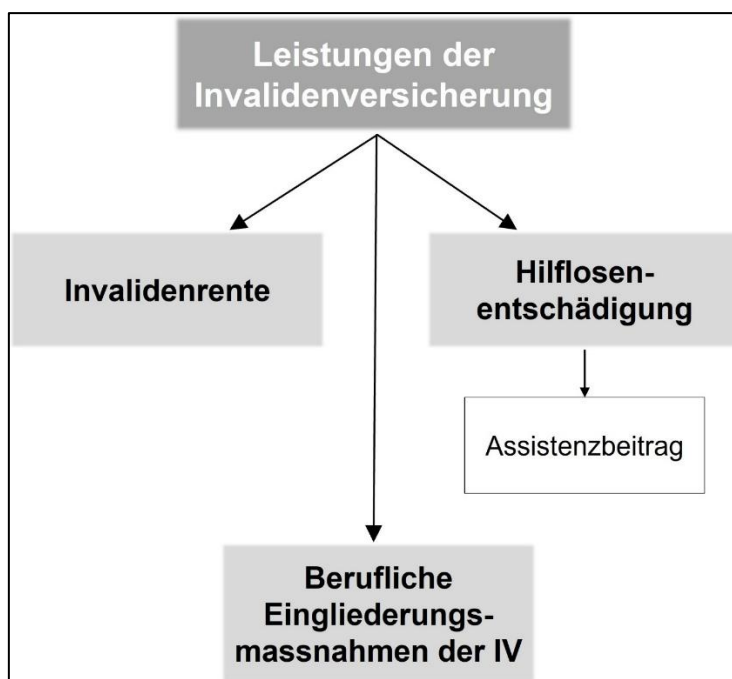 Leistungen der
Invalidenversicherung
Invalidenrente
Hilflosen-
entschädigung
Assistenzbeitrag
Berufliche
Eingliederungs-
massnahmen der IV